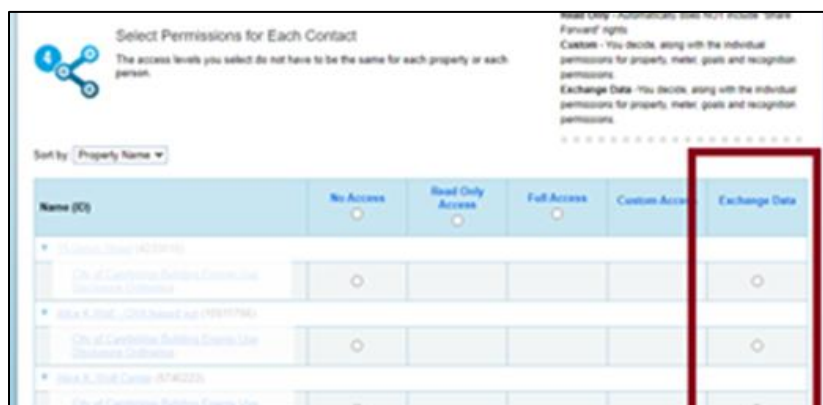 Read Only - Automatically does NOT include "Share
Forward" rights
Custom - You decide, along with the individual
permissions for property, meter, goals and recognition
permissions.
Exchange Data -You decide, along with the individual
permissions for property, meter, goals and recognition
permissions.
4
Select Permissions for Each Contact
The access levels you select do not have to be the same for each property or each
person.
Sort by: Property Name
Name (ID)
No Access
Read Only
Access
Full Access
Custom Access
Exchange Data
City of Cambridge Building Energy Use
Disclosure Ordinance
City of Cambridge Building Energy Use
Disclosure Ordinance
City of Cambridge Building Energy Use